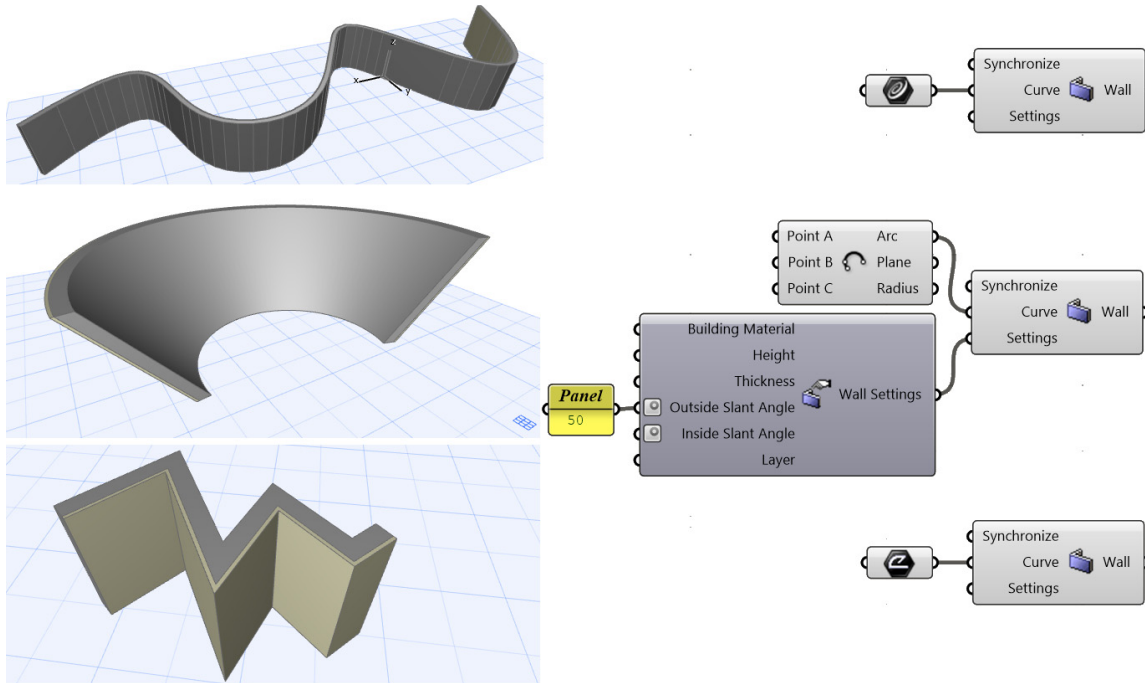 z
x
y
Synchronize
Curve Wall
Settings
Point A Arc
Point B Plane
Point C Radius
Synchronize
Curve Wall
Settings
Building Material
Height
Thickness
Outside Slant Angle
Inside Slant Angle
Layer
Wall Settings
Panel
50
Synchronize
Curve Wall
Settings